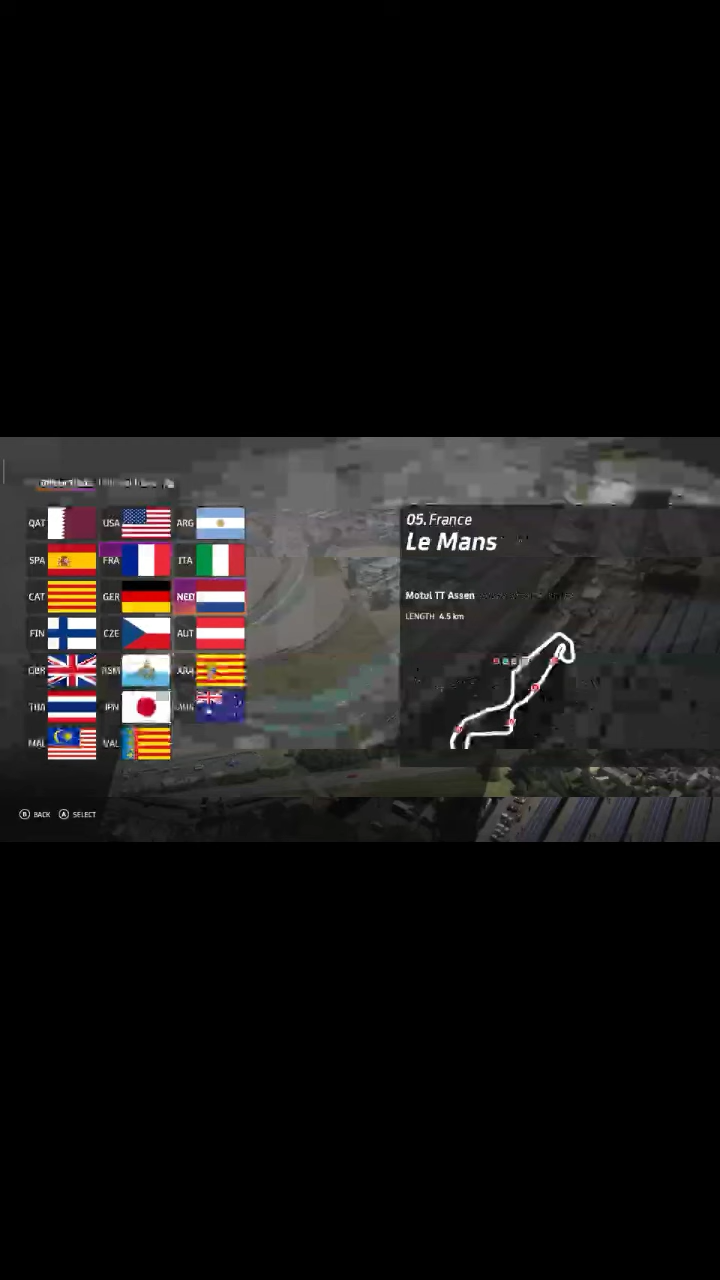 QAT USA ARG
SPA FRA ITA
CAT GER NED
FIN CZE AUT
GBR RSM
THA JPN AUS
MAL VAL
05. France
Le Mans
Motul TT Assen
LENGTH 4.5 km
B BACK A SELECT